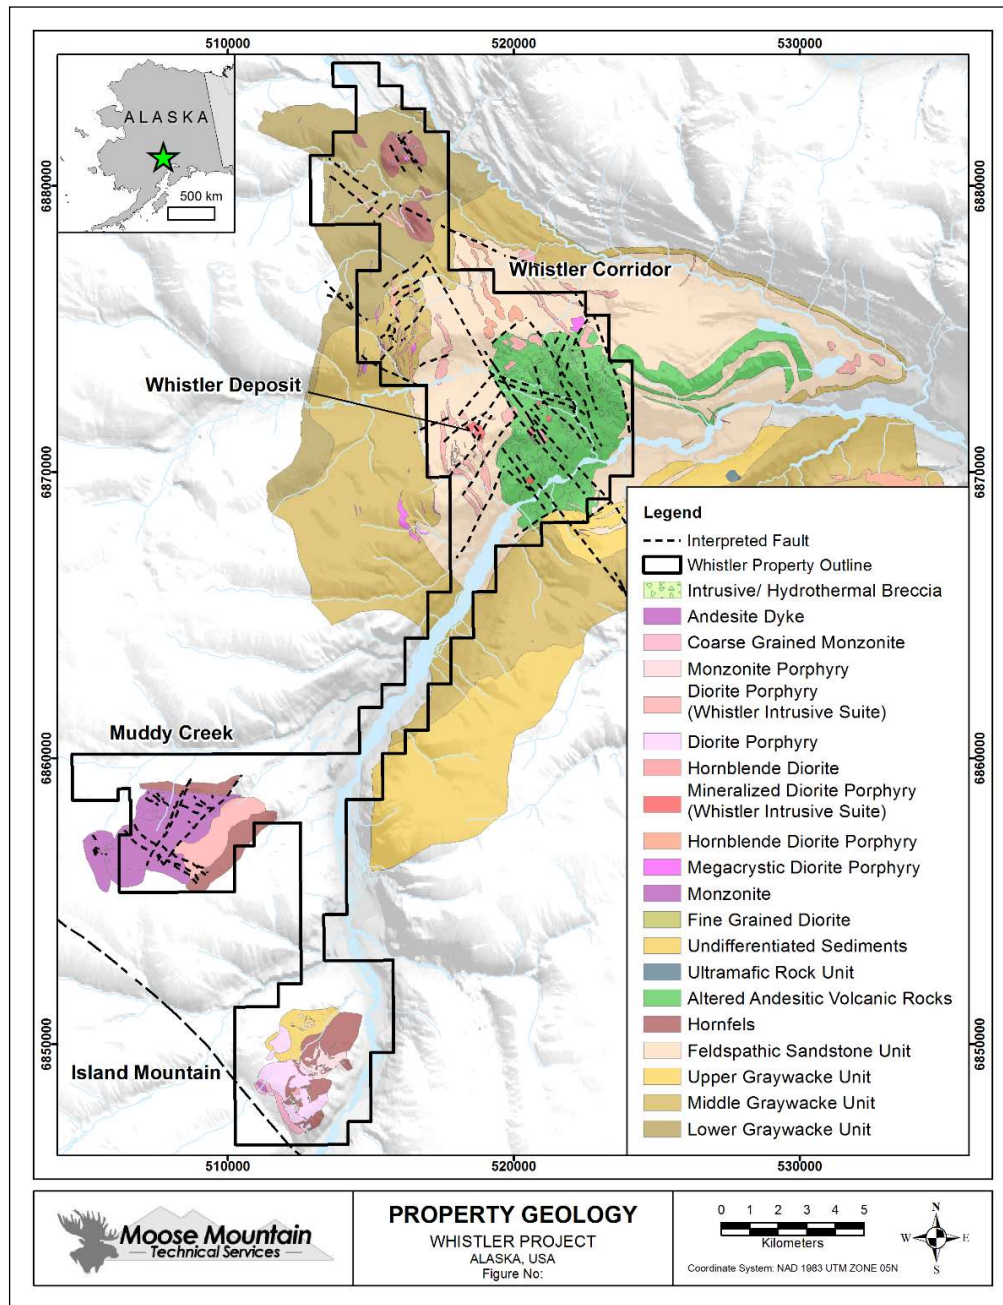 510000
520000
530000
ALASKA
500 km
6880000
6880000
Whistler Corridor
Whistler Deposit
6870000
6870000
Legend
Interpreted Fault
Whistler Property Outline
Intrusive/ Hydrothermal Breccia
Andesite Dyke
Coarse Grained Monzonite
Monzonite Porphyry
Diorite Porphyry
(Whistler Intrusive Suite)
Diorite Porphyry
Hornblende Diorite
Mineralized Diorite Porphyry
(Whistler Intrusive Suite)
Hornblende Diorite Porphyry
Megacrystic Diorite Porphyry
Monzonite
Fine Grained Diorite
Undifferentiated Sediments
Ultramafic Rock Unit
Altered Andesitic Volcanic Rocks
Hornfels
Feldspathic Sandstone Unit
Upper Graywacke Unit
Middle Graywacke Unit
Lower Graywacke Unit
Muddy Creek
6860000
6860000
6850000
6850000
Island Mountain
510000
520000
530000
Moose Mountain
Technical Services
PROPERTY GEOLOGY
WHISTLER PROJECT
ALASKA, USA
Figure No:
0 1 2 3 4 5
Kilometers
Coordinate System: NAD 1983 UTM ZONE 05N
N
W E
S